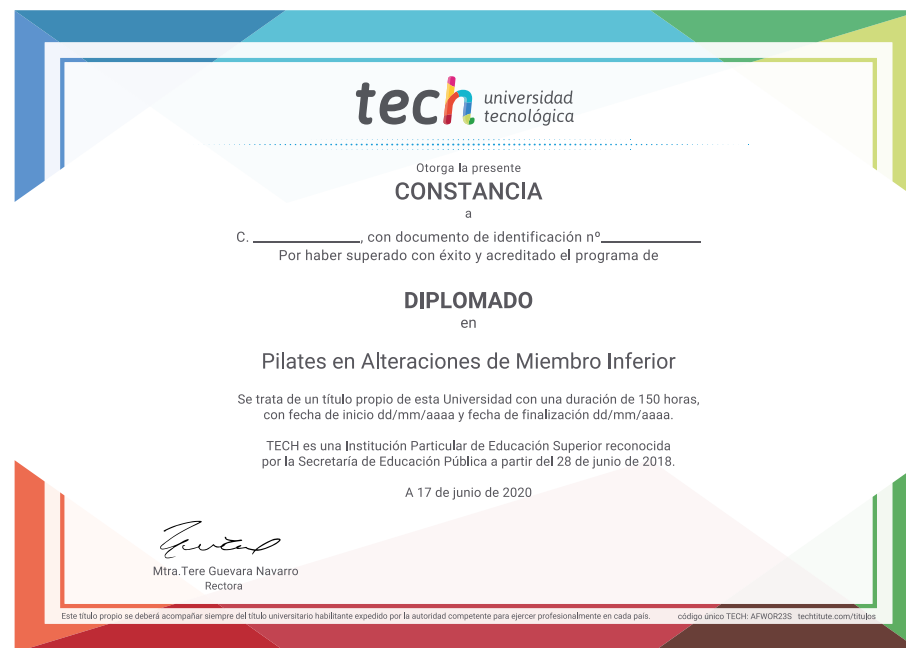 tech universidad
tecnológica
Otorga la presente
CONSTANCIA
a
C. ____________, con documento de identificación nº____________
Por haber superado con éxito y acreditado el programa de
DIPLOMADO
en
Pilates en Alteraciones de Miembro Inferior
Se trata de un título propio de esta Universidad con una duración de 150 horas,
con fecha de inicio dd/mm/aaaa y fecha de finalización dd/mm/aaaa.
TECH es una Institución Particular de Educación Superior reconocida
por la Secretaría de Educación Pública a partir del 28 de junio de 2018.
A 17 de junio de 2020
Mtra.Tere Guevara Navarro
Rectora
Este título propio se deberá acompañar siempre del título universitario habilitante expedido por la autoridad competente para ejercer profesionalmente en cada país. código único TECH: AFWOR23S techtitute.com/titulos